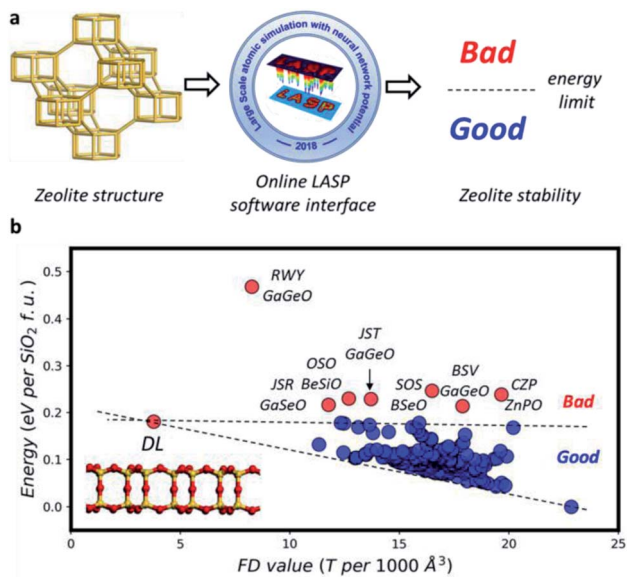 a
Large Scale atomic simulation with neural network potential
LASP
LASP
2018
Bad
energy
limit
Good
Zeolite structure
Online LASP
software interface
Zeolite stability
b
Energy (eV per SiO2 f.u.)
0.5
0.4
0.3
0.2
0.1
0.0
RWY
GaGeO
JST
GaGeO
OSO
BeSiO
JSR
GaSeO
SOS
BSeO
BSV
GaGeO
CZP
ZnPO
Bad
Good
DL
0
5
10
15
20
25
FD value (T per 1000 Å³)